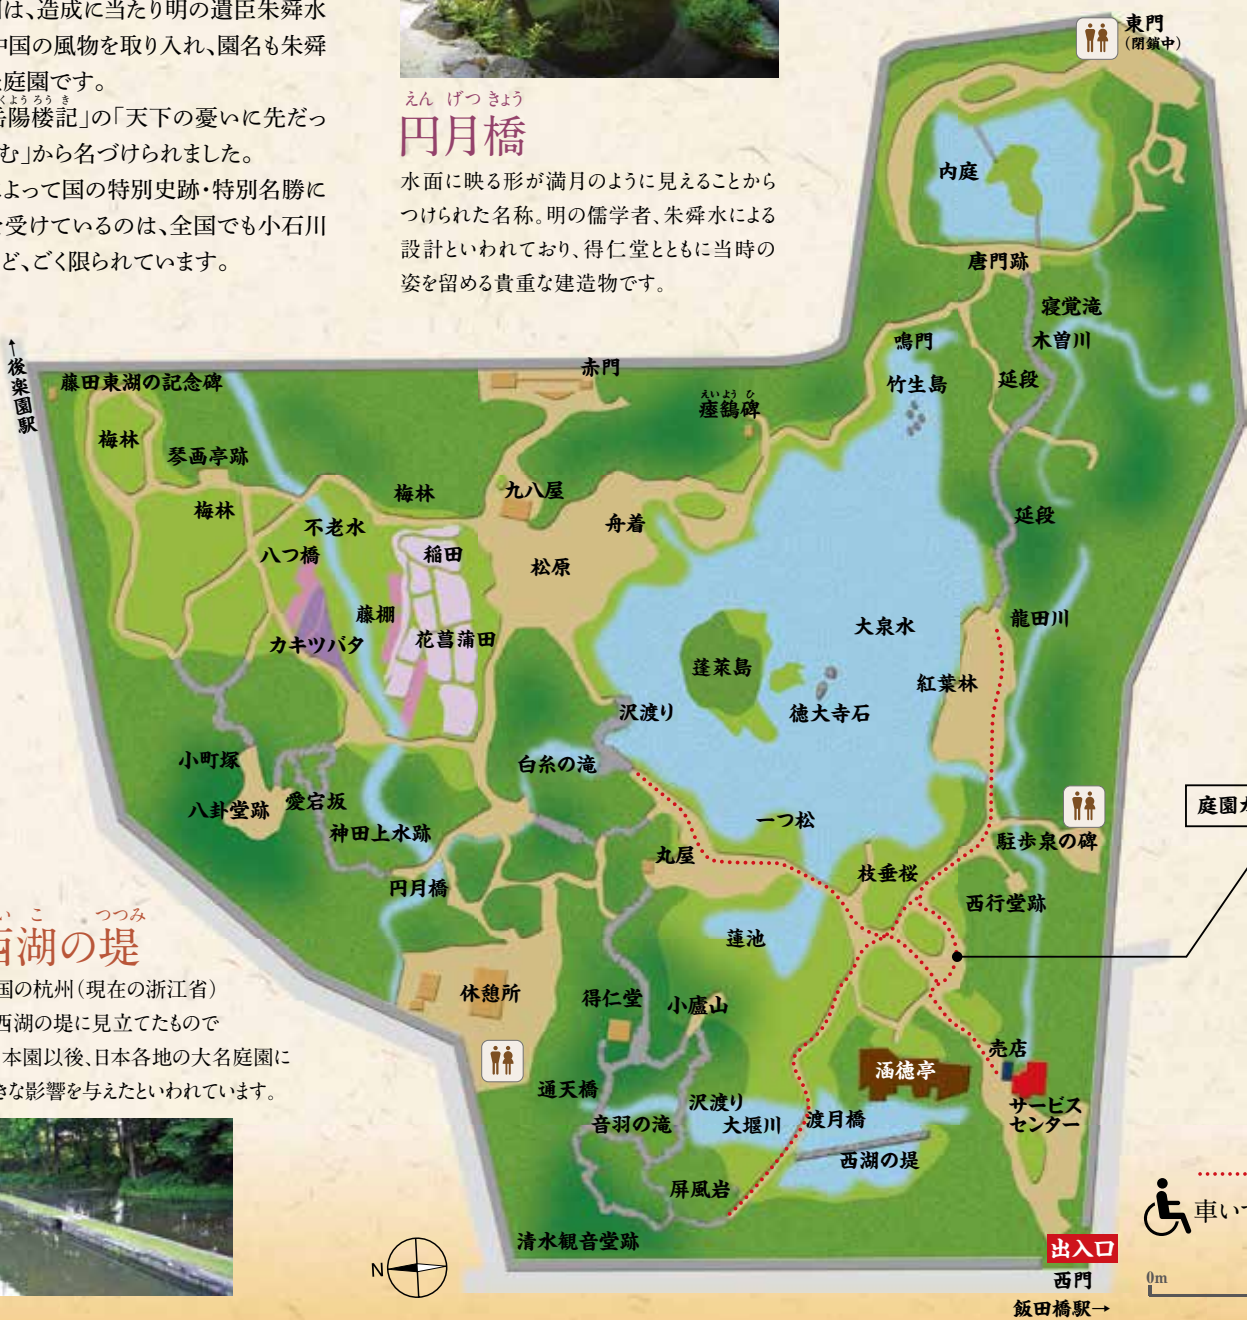 は、造成に当たり明の遺臣朱舜水
中国の風物を取り入れ、園名も朱舜
庭園です。
くようろう き
岳陽楼記」の「天下の憂いに先だっ
む」から名づけられました。
よって国の特別史跡・特別名勝に
を受けているのは、全国でも小石川
ど、ごく限られています。
えん げつ きょう
円月橋
水面に映る形が満月のように見えることから
つけられた名称。明の儒学者、朱舜水による
設計といわれており、得仁堂とともに当時の
姿を留める貴重な建造物です。
東門
(閉鎖中)
内庭
唐門跡
寝覚滝
木曽川
鳴門
竹生島
延段
↑後楽園駅
藤田東湖の記念碑
赤門
えい よう ひ
瘞鷂碑
梅林
琴画亭跡
梅林
梅林
九八屋
舟着
延段
不老水
八つ橋
稲田
松原
藤棚
カキツバタ
花菖蒲田
大泉水
龍田川
蓬萊島
紅葉林
沢渡り
徳大寺石
白糸の滝
小町塚
八卦堂跡
愛宕坂
神田上水跡
一つ松
庭園が
駐歩泉の碑
丸屋
枝垂桜
円月橋
西行堂跡
蓮池
い こ つつみ
西湖の堤
国の杭州(現在の浙江省)
西湖の堤に見立てたもので
本園以後、日本各地の大名庭園に
きな影響を与えたといわれています。
休憩所
得仁堂
小廬山
売店
涵徳亭
通天橋
沢渡り
サービス
センター
音羽の滝
大堰川
渡月橋
西湖の堤
屏風岩
清水観音堂跡
N
車い
出入口
西門
0m
飯田橋駅→